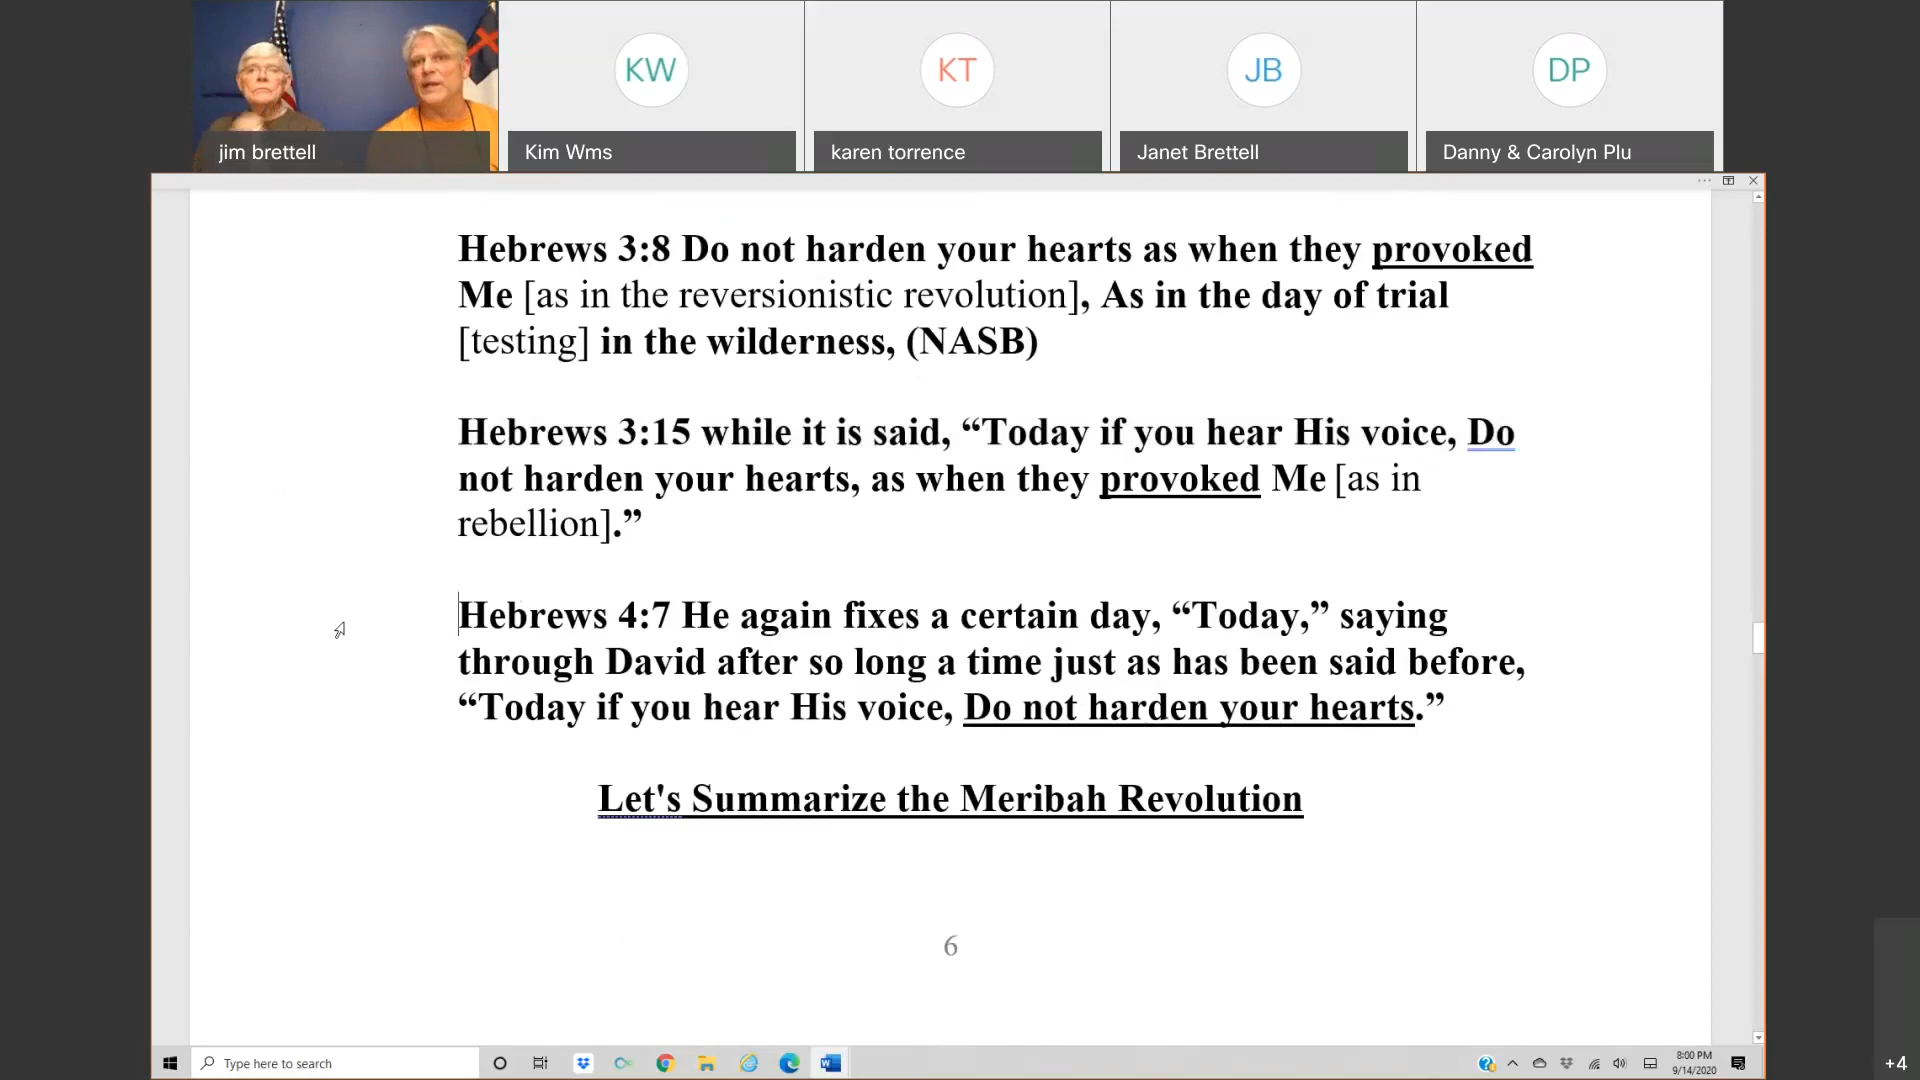 KW
KT
JB
DP
jim brettell
Kim Wms
karen torrence
Janet Brettell
Danny & Carolyn Plu
Hebrews 3:8 Do not harden your hearts as when they provoked
Me [as in the reversionistic revolution], As in the day of trial
[testing] in the wilderness, (NASB)
Hebrews 3:15 while it is said, “Today if you hear His voice, Do
not harden your hearts, as when they provoked Me [as in
rebellion].”
Hebrews 4:7 He again fixes a certain day, “Today,” saying
through David after so long a time just as has been said before,
“Today if you hear His voice, Do not harden your hearts.”
Let's Summarize the Meribah Revolution
6
Type here to search
8:00 PM
9/14/2020
+4